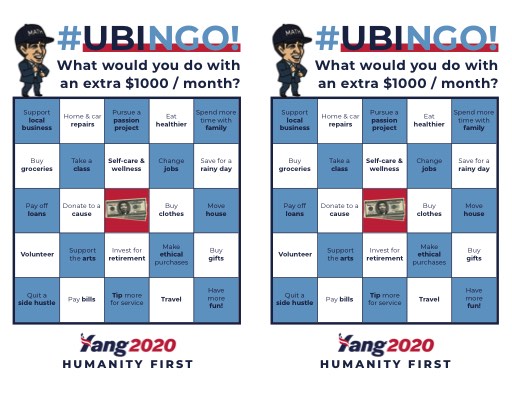 MATH
#UBINGO!
What would you do with
an extra $1000 / month?
Support
local
business
Home & car
repairs
Pursue a
passion
project
Eat
healthier
Spend more
time with
family
Buy
groceries
Take a
class
Self-care &
wellness
Change
jobs
Save for a
rainy day
Pay off
loans
Donate to a
cause
Buy
clothes
Move
house
Volunteer
Support
the arts
Invest for
retirement
Make
ethical
purchases
Buy
gifts
Quit a
side hustle
Pay bills
Tip more
for service
Travel
Have
more
fun!
Yang2020
HUMANITY FIRST
MATH
#UBINGO!
What would you do with
an extra $1000 / month?
Support
local
business
Home & car
repairs
Pursue a
passion
project
Eat
healthier
Spend more
time with
family
Buy
groceries
Take a
class
Self-care &
wellness
Change
jobs
Save for a
rainy day
Pay off
loans
Donate to a
cause
Buy
clothes
Move
house
Volunteer
Support
the arts
Invest for
retirement
Make
ethical
purchases
Buy
gifts
Quit a
side hustle
Pay bills
Tip more
for service
Travel
Have
more
fun!
Yang2020
HUMANITY FIRST